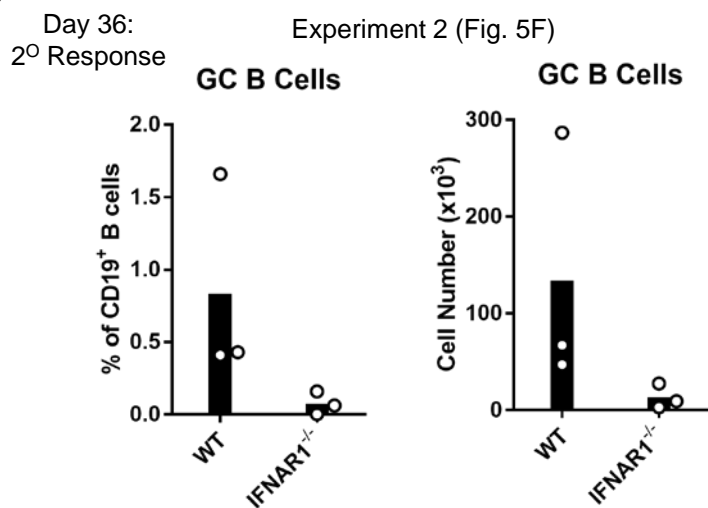 Day 36:
2º Response
Experiment 2 (Fig. 5F)
GC B Cells
% of CD19⁺ B cells
2.0
1.5
1.0
0.5
0.0
WT
IFNAR1⁻/⁻
GC B Cells
Cell Number (x10³)
300
200
100
0
WT
IFNAR1⁻/⁻